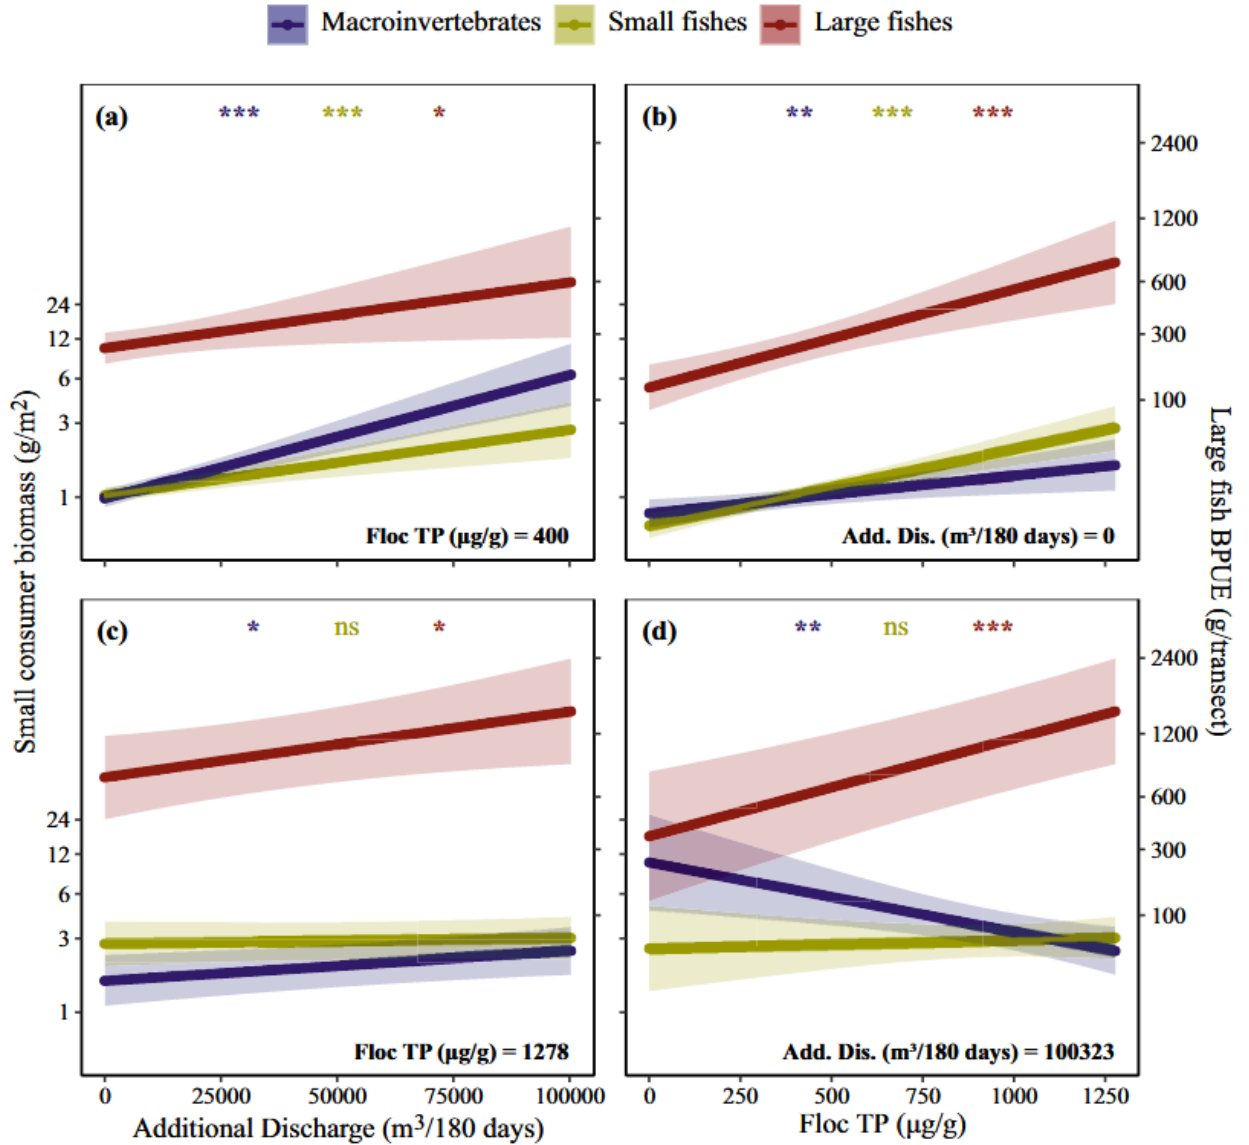 Macroinvertebrates Small fishes Large fishes
(a) *** *** *
(b) ** *** ***
24
12
6
3
1
2400
1200
600
300
100
Floc TP (µg/g) = 400
Add. Dis. (m³/180 days) = 0
Small consumer biomass (g/m²)
Large fish BPUE (g/transect)
(c) * ns *
(d) ** ns ***
24
12
6
3
1
2400
1200
600
300
100
Floc TP (µg/g) = 1278
Add. Dis. (m³/180 days) = 100323
0 25000 50000 75000 100000
0 250 500 750 1000 1250
Additional Discharge (m³/180 days)
Floc TP (µg/g)